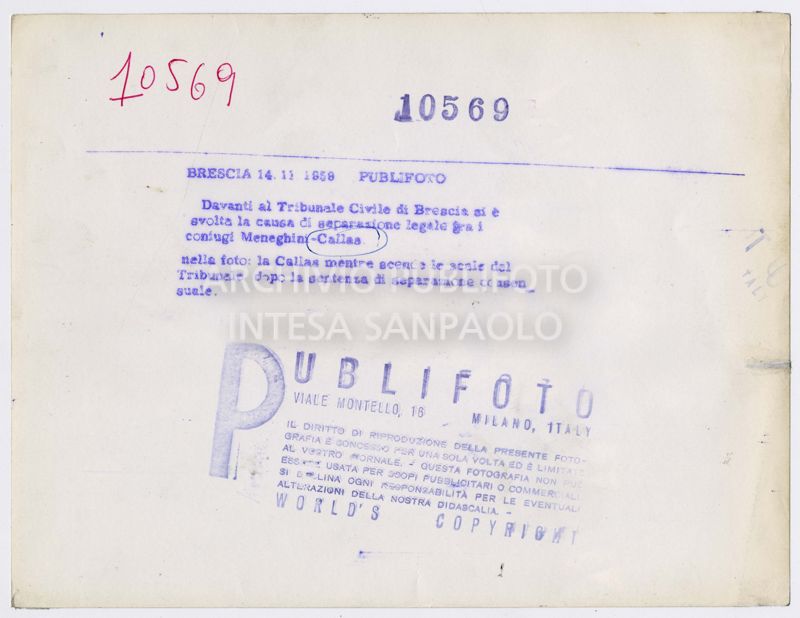 10569
10569
BRESCIA 14.11 1959 PUBLIFOTO
Davanti al Tribunale Civile di Brescia si è
svolta la causa di separazione legale fra i
coniugi Meneghini-Callas.
nella foto: la Callas mentre scende le scale del
Tribunale dopo la sentenza di separazione consen
suale.
ARCHIVIO PUBLIFOTO
INTESA SANPAOLO
PUBLIFOTO
VIALE MONTELLO, 16 MILANO, ITALY
IL DIRITTO DI RIPRODUZIONE DELLA PRESENTE FOTO-
GRAFIA È CONCESSO PER UNA SOLA VOLTA ED È LIMITATO
AL VOSTRO GIORNALE. - QUESTA FOTOGRAFIA NON PUÒ
ESSERE USATA PER SCOPI PUBBLICITARI O COMMERCIALI
SI DECLINA OGNI RESPONSABILITÀ PER LE EVENTUALI
ALTERAZIONI DELLA NOSTRA DIDASCALIA. -
WORLD'S COPYRIGHT